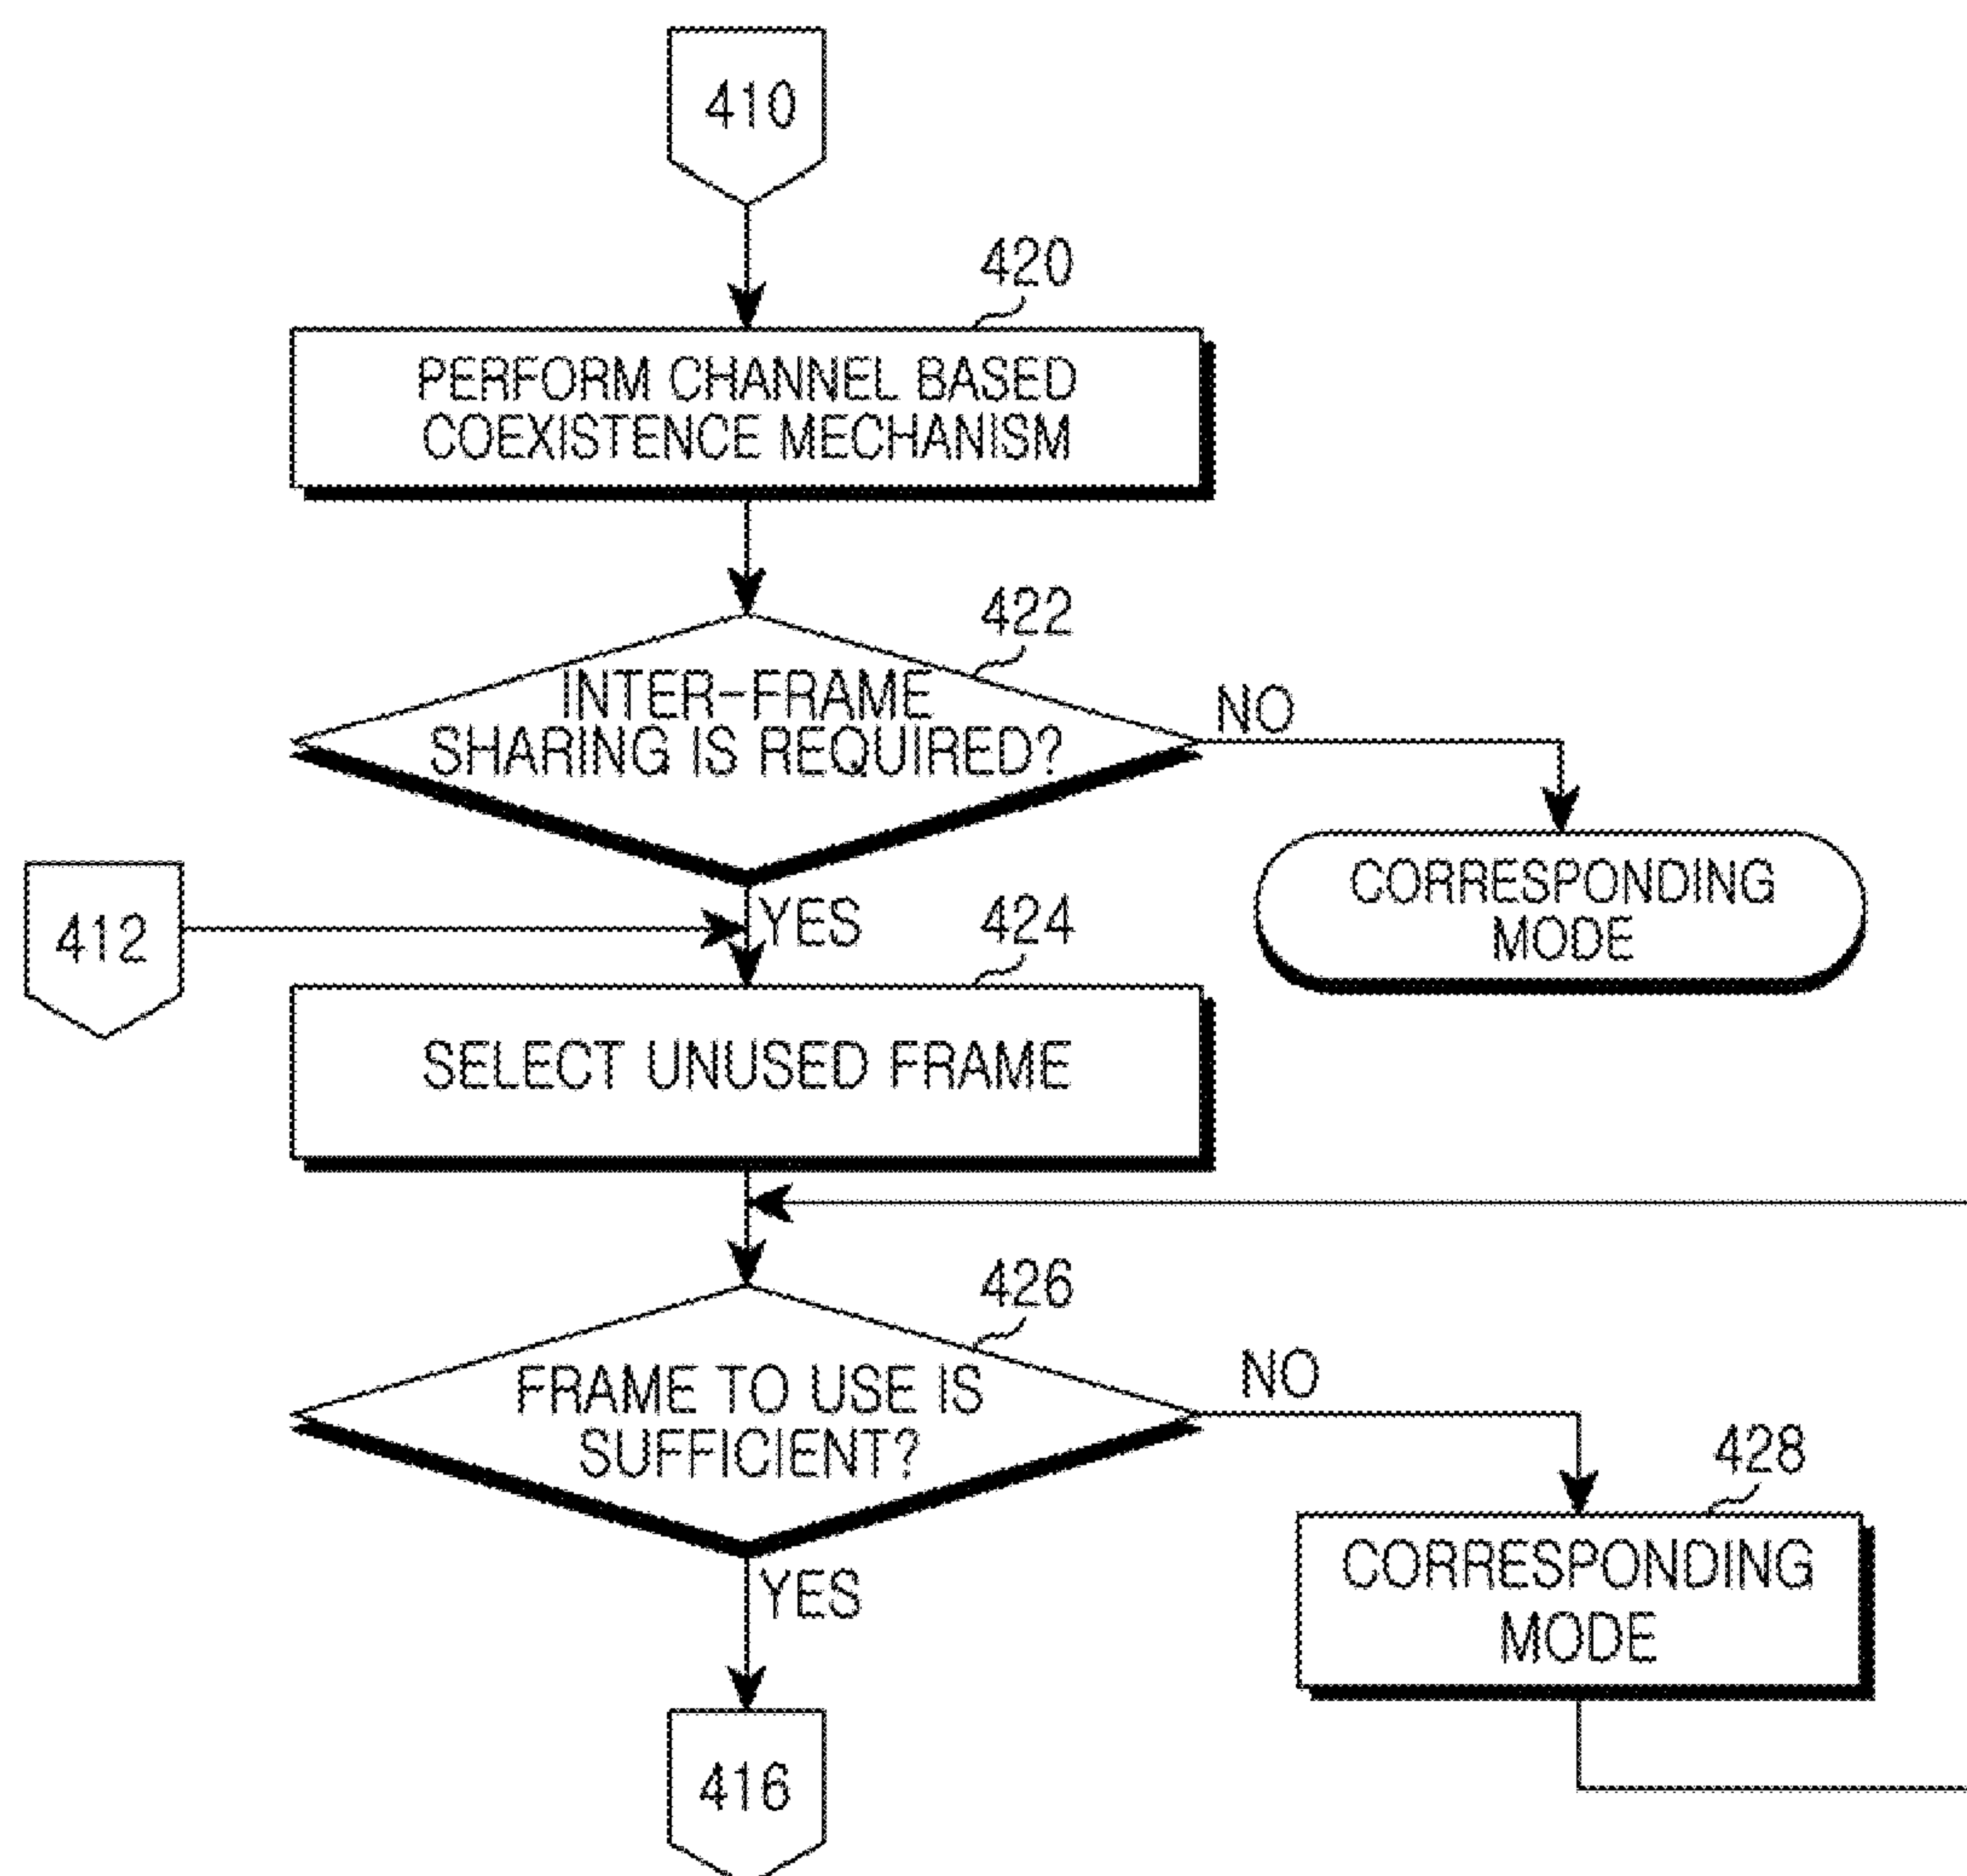 410
420
PERFORM CHANNEL BASED
COEXISTENCE MECHANISM
422
INTER-FRAME
SHARING IS REQUIRED?
NO
CORRESPONDING
MODE
412
YES
424
SELECT UNUSED FRAME
426
FRAME TO USE IS
SUFFICIENT?
NO
428
CORRESPONDING
MODE
YES
416